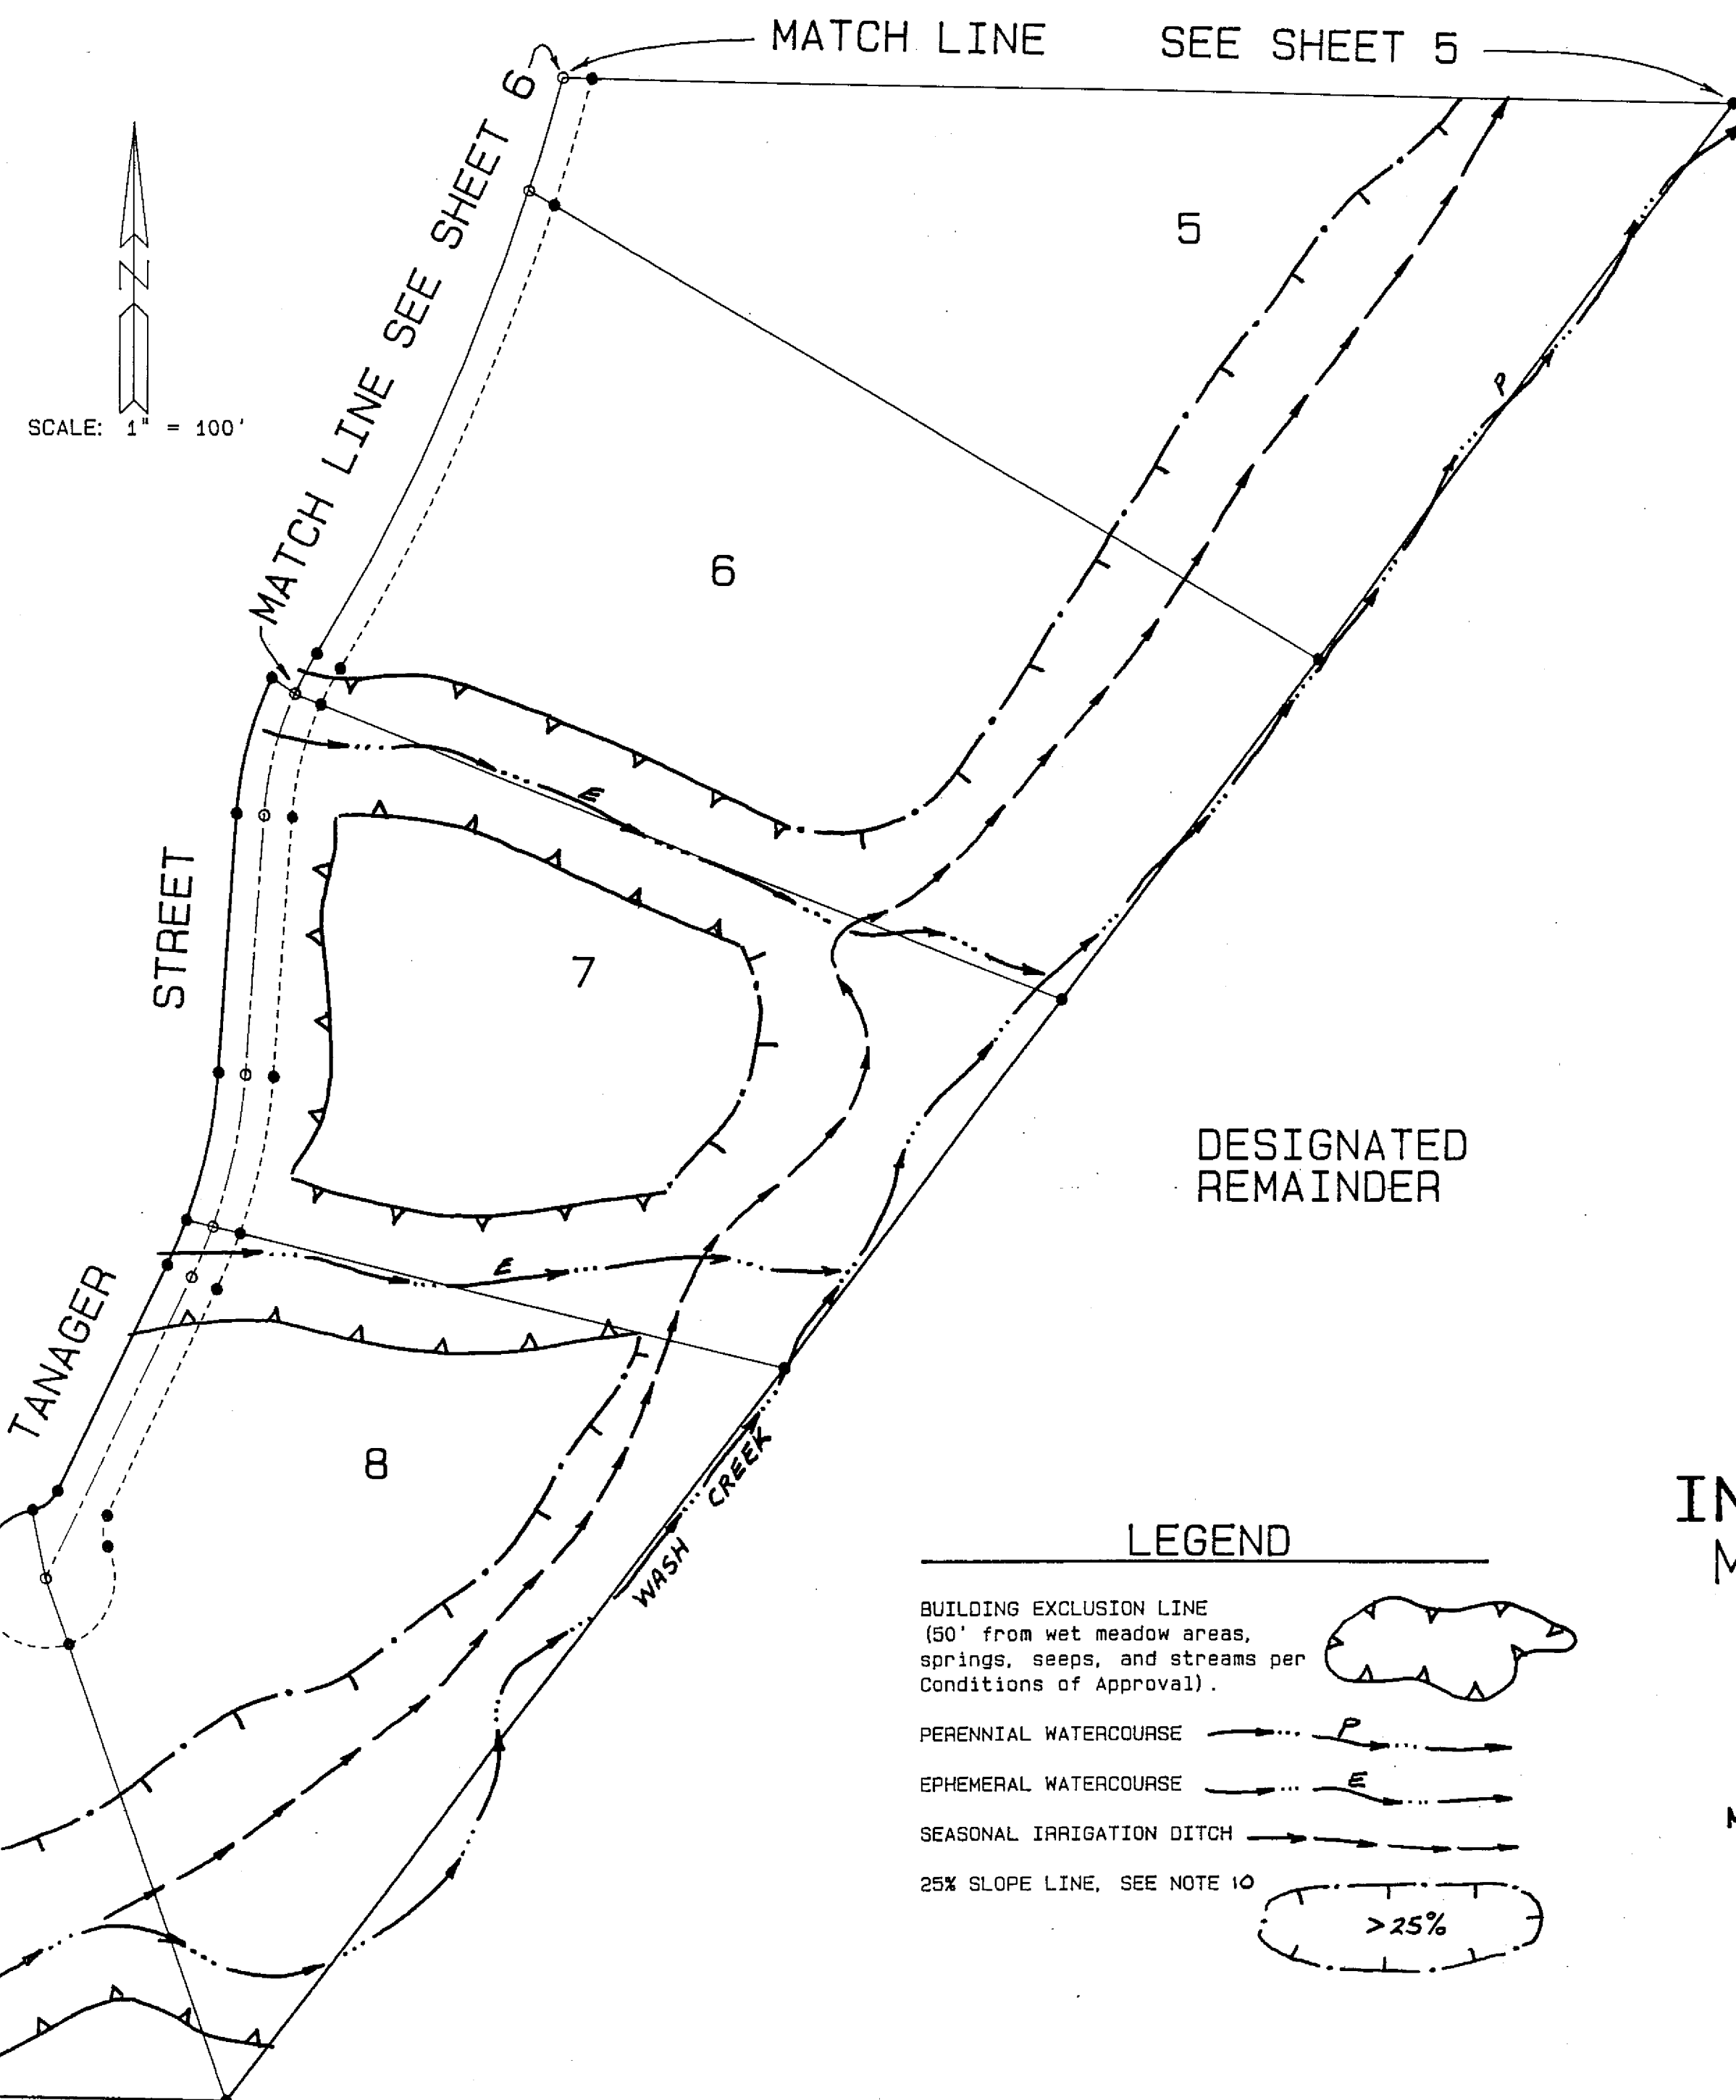 MATCH LINE SEE SHEET 5
MATCH LINE SEE SHEET 6
N
SCALE: 1" = 100'
5
P
6
E
STREET
7
DESIGNATED
REMAINDER
E
TANAGER
8
WASH CREEK
LEGEND
BUILDING EXCLUSION LINE
(50' from wet meadow areas,
springs, seeps, and streams per
Conditions of Approval).
PERENNIAL WATERCOURSE P
EPHEMERAL WATERCOURSE E
SEASONAL IRRIGATION DITCH
25% SLOPE LINE, SEE NOTE 10
>25%
IN